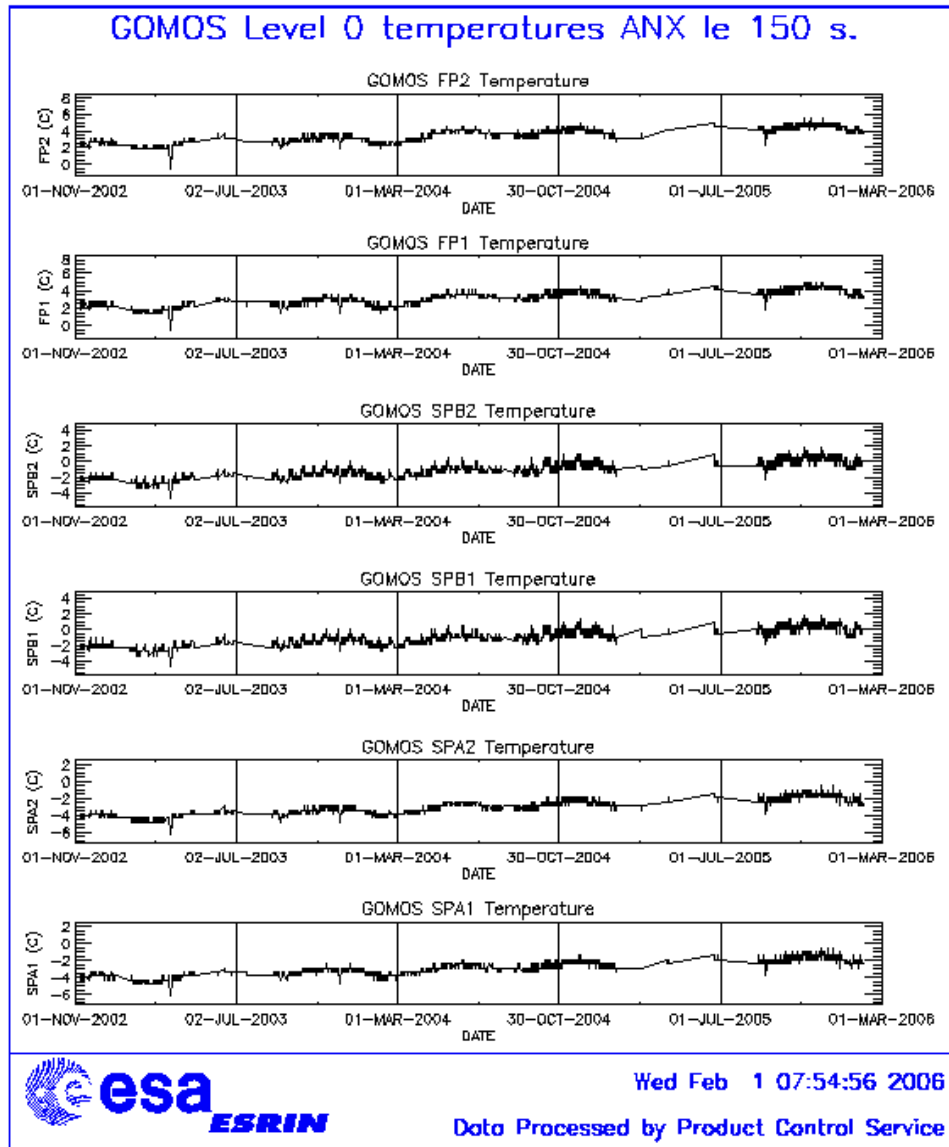 GOMOS Level 0 temperatures ANX le 150 s.
GOMOS FP2 Temperature
FP2 (C)
8
6
4
2
0
01-NOV-2002 02-JUL-2003 01-MAR-2004 30-OCT-2004 01-JUL-2005 01-MAR-2006
DATE
GOMOS FP1 Temperature
FP1 (C)
8
6
4
2
0
01-NOV-2002 02-JUL-2003 01-MAR-2004 30-OCT-2004 01-JUL-2005 01-MAR-2006
DATE
GOMOS SPB2 Temperature
SPB2 (C)
4
2
0
-2
-4
01-NOV-2002 02-JUL-2003 01-MAR-2004 30-OCT-2004 01-JUL-2005 01-MAR-2006
DATE
GOMOS SPB1 Temperature
SPB1 (C)
4
2
0
-2
-4
01-NOV-2002 02-JUL-2003 01-MAR-2004 30-OCT-2004 01-JUL-2005 01-MAR-2006
DATE
GOMOS SPA2 Temperature
SPA2 (C)
2
0
-2
-4
-6
01-NOV-2002 02-JUL-2003 01-MAR-2004 30-OCT-2004 01-JUL-2005 01-MAR-2006
DATE
GOMOS SPA1 Temperature
SPA1 (C)
2
0
-2
-4
-6
01-NOV-2002 02-JUL-2003 01-MAR-2004 30-OCT-2004 01-JUL-2005 01-MAR-2006
DATE
esa
ESRIN
Wed Feb 1 07:54:56 2006
Data Processed by Product Control Service